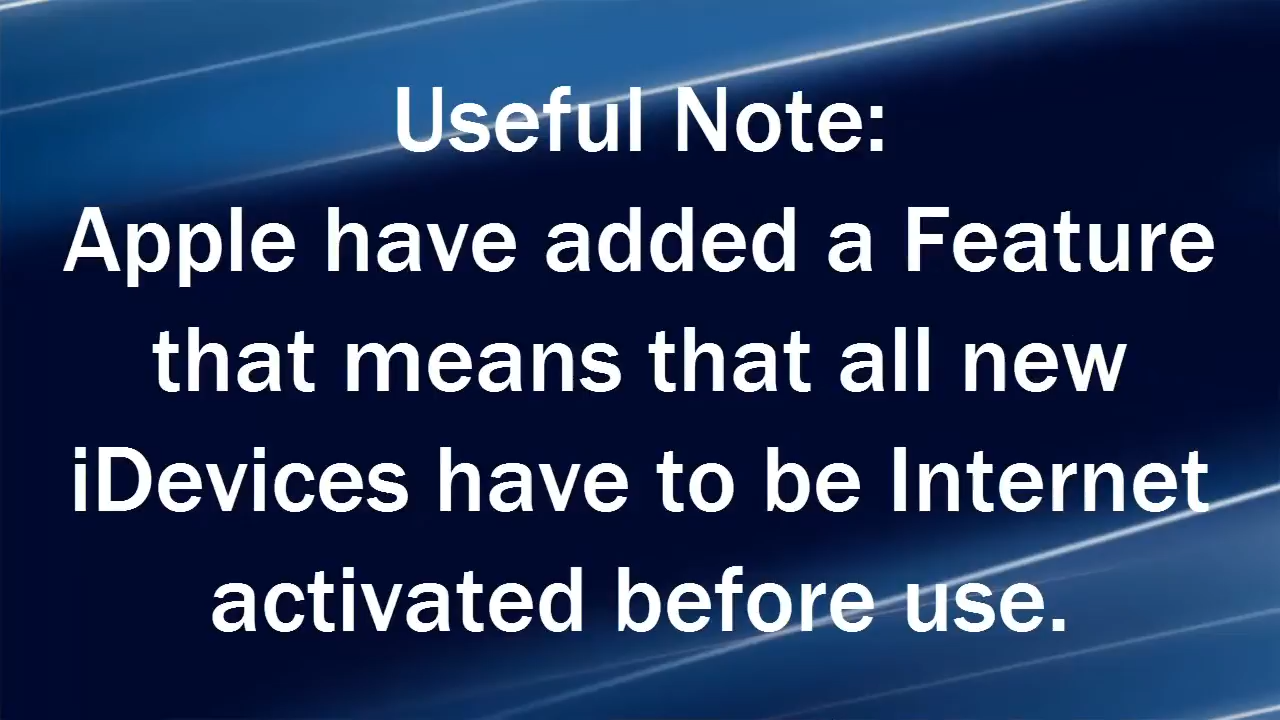 Useful Note:
Apple have added a Feature
that means that all new
iDevices have to be Internet
activated before use.